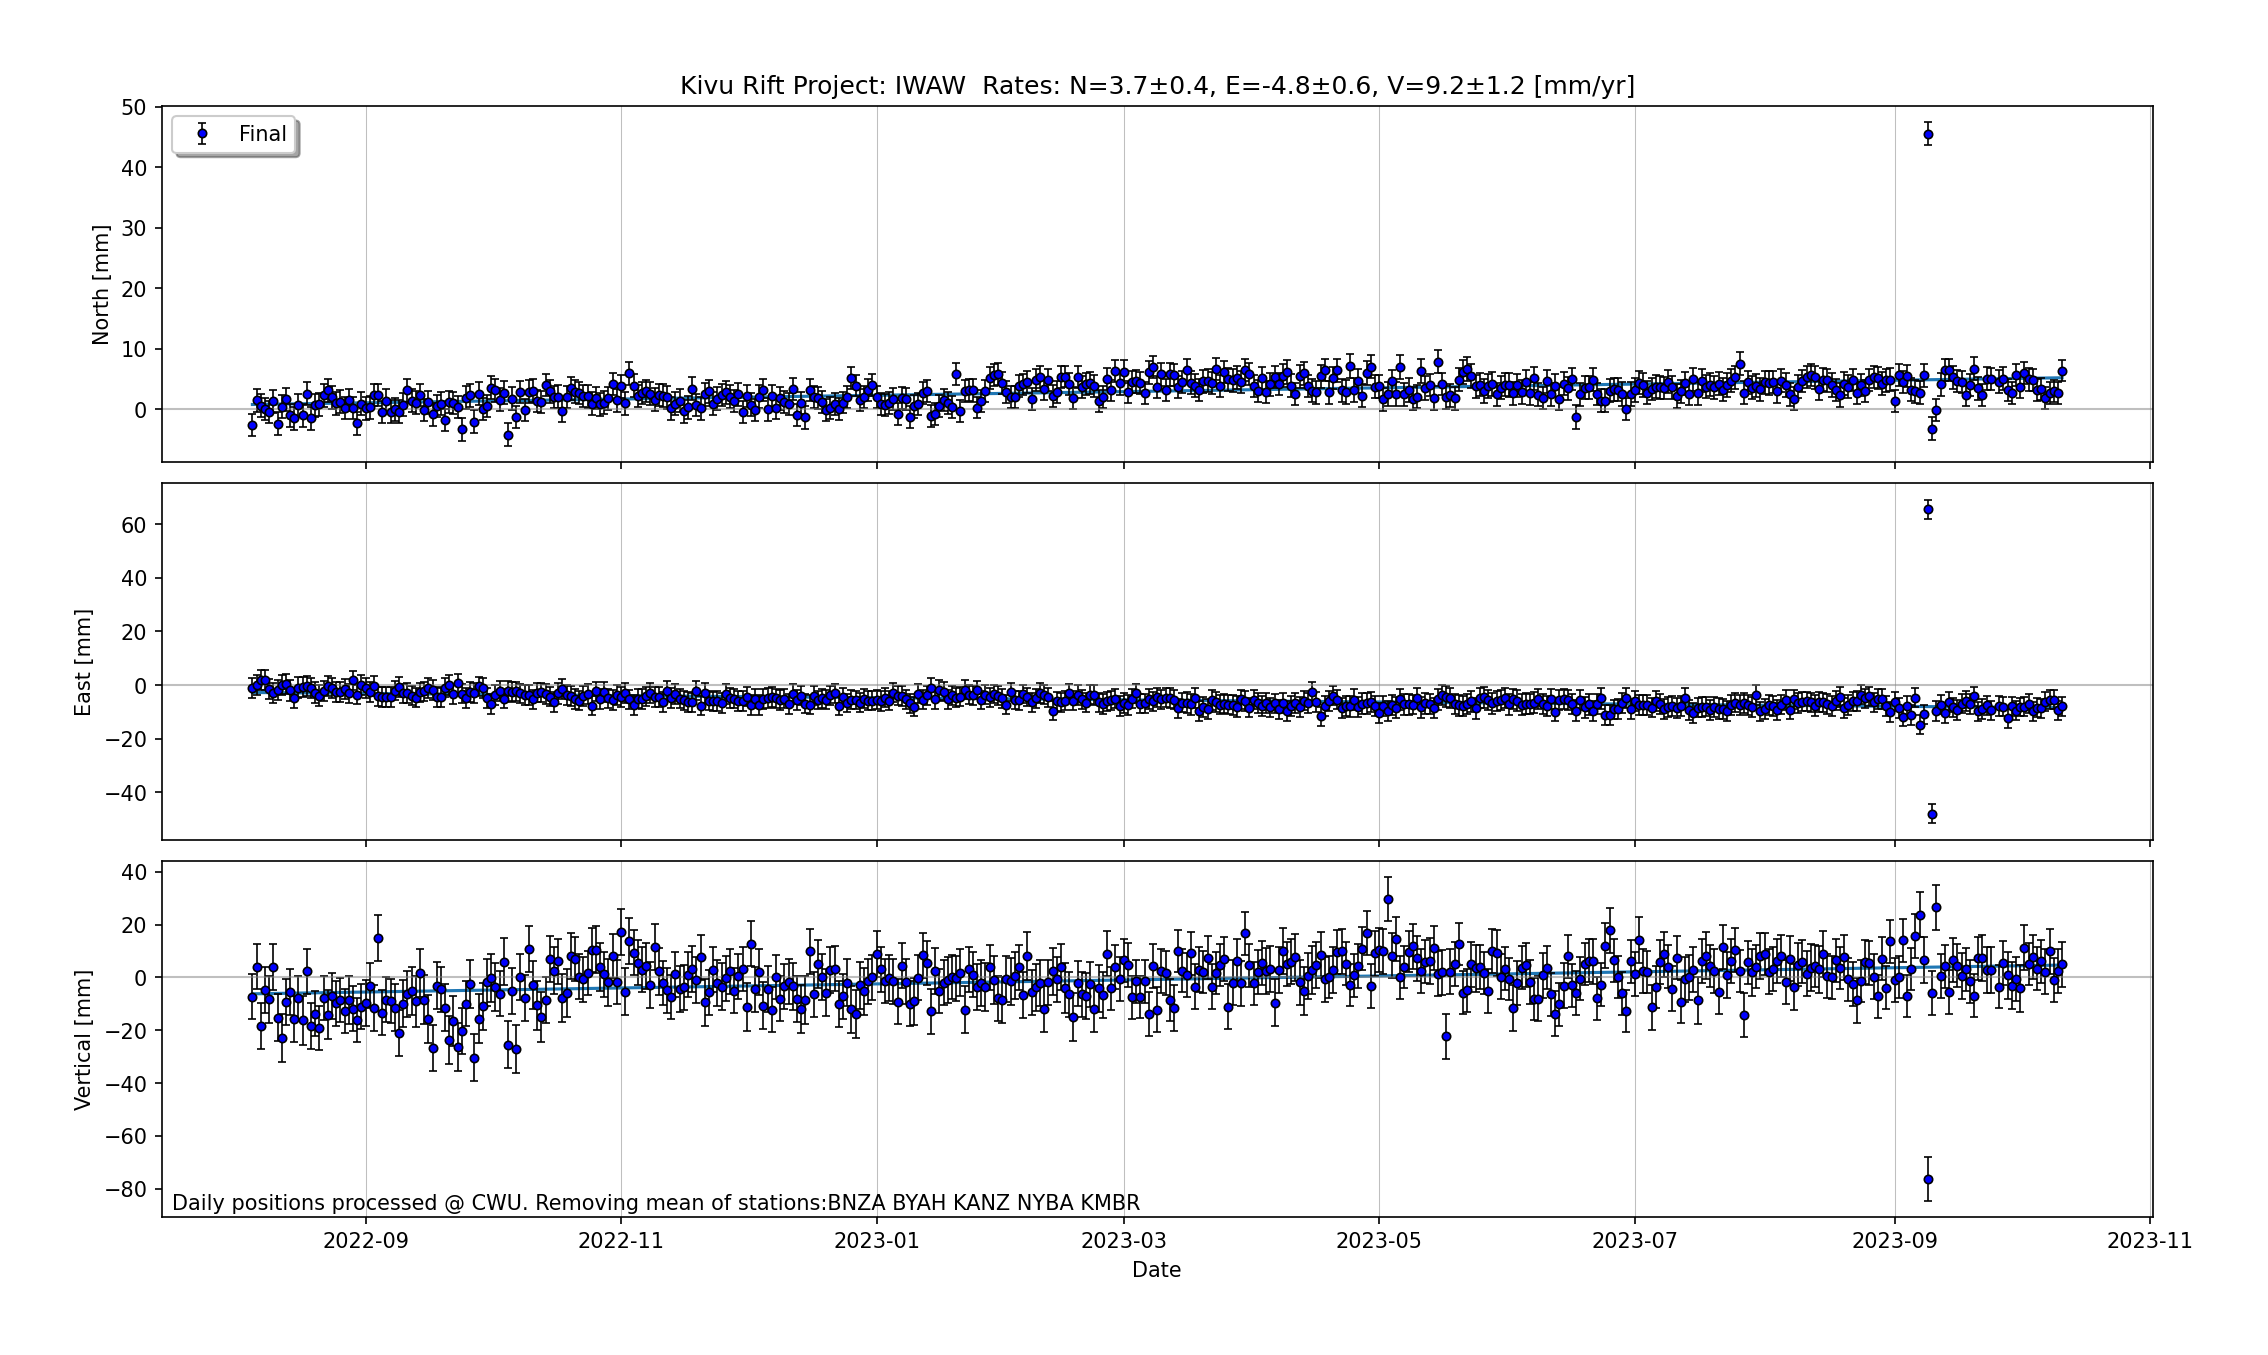 Kivu Rift Project: IWAW  Rates: N=3.7±0.4, E=-4.8±0.6, V=9.2±1.2 [mm/yr]
Final
North [mm]
50
40
30
20
10
0
East [mm]
60
40
20
0
−20
−40
Vertical [mm]
40
20
0
−20
−40
−60
−80
Daily positions processed @ CWU. Removing mean of stations:BNZA BYAH KANZ NYBA KMBR
2022-09 2022-11 2023-01 2023-03 2023-05 2023-07 2023-09 2023-11
Date